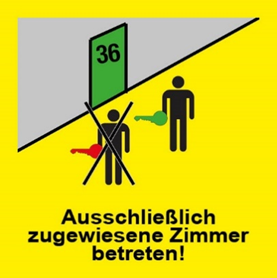 36
Ausschließlich
zugewiesene Zimmer
betreten!